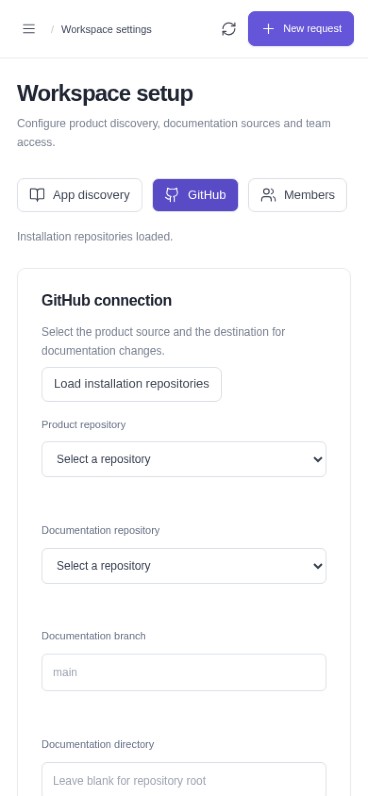 / Workspace settings
New request
Workspace setup
Configure product discovery, documentation sources and team
access.
App discovery
GitHub
Members
Installation repositories loaded.
GitHub connection
Select the product source and the destination for
documentation changes.
Load installation repositories
Product repository
Select a repository
Documentation repository
Select a repository
Documentation branch
main
Documentation directory
Leave blank for repository root